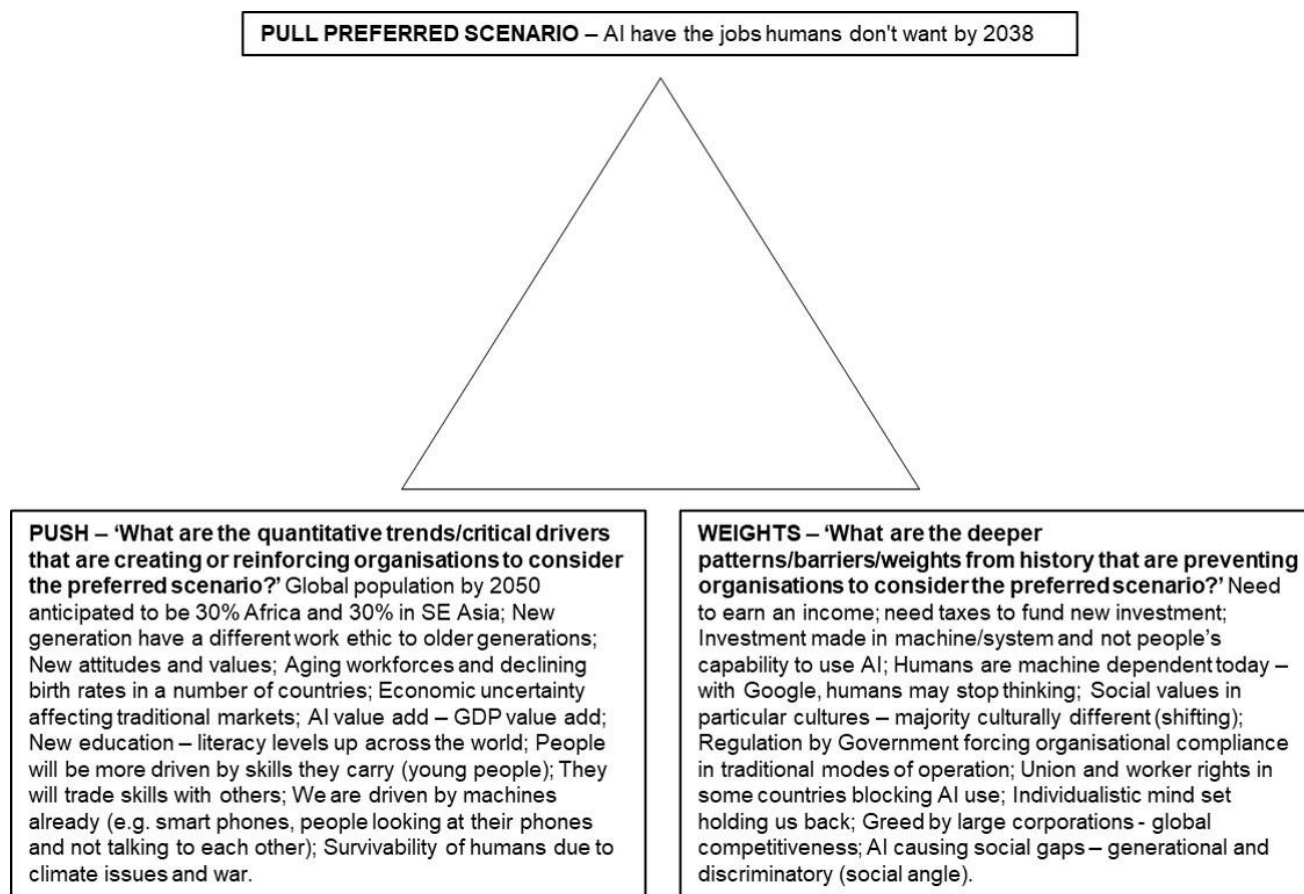 PULL PREFERRED SCENARIO – AI have the jobs humans don't want by 2038
PUSH – ‘What are the quantitative trends/critical drivers
that are creating or reinforcing organisations to consider
the preferred scenario?’ Global population by 2050
anticipated to be 30% Africa and 30% in SE Asia; New
generation have a different work ethic to older generations;
New attitudes and values; Aging workforces and declining
birth rates in a number of countries; Economic uncertainty
affecting traditional markets; AI value add – GDP value add;
New education – literacy levels up across the world; People
will be more driven by skills they carry (young people); They
will trade skills with others; We are driven by machines
already (e.g. smart phones, people looking at their phones
and not talking to each other); Survivability of humans due to
climate issues and war.
WEIGHTS – ‘What are the deeper
patterns/barriers/weights from history that are preventing
organisations to consider the preferred scenario?’ Need
to earn an income; need taxes to fund new investment;
Investment made in machine/system and not people’s
capability to use AI; Humans are machine dependent today –
with Google, humans may stop thinking; Social values in
particular cultures – majority culturally different (shifting);
Regulation by Government forcing organisational compliance
in traditional modes of operation; Union and worker rights in
some countries blocking AI use; Individualistic mind set
holding us back; Greed by large corporations - global
competitiveness; AI causing social gaps – generational and
discriminatory (social angle).